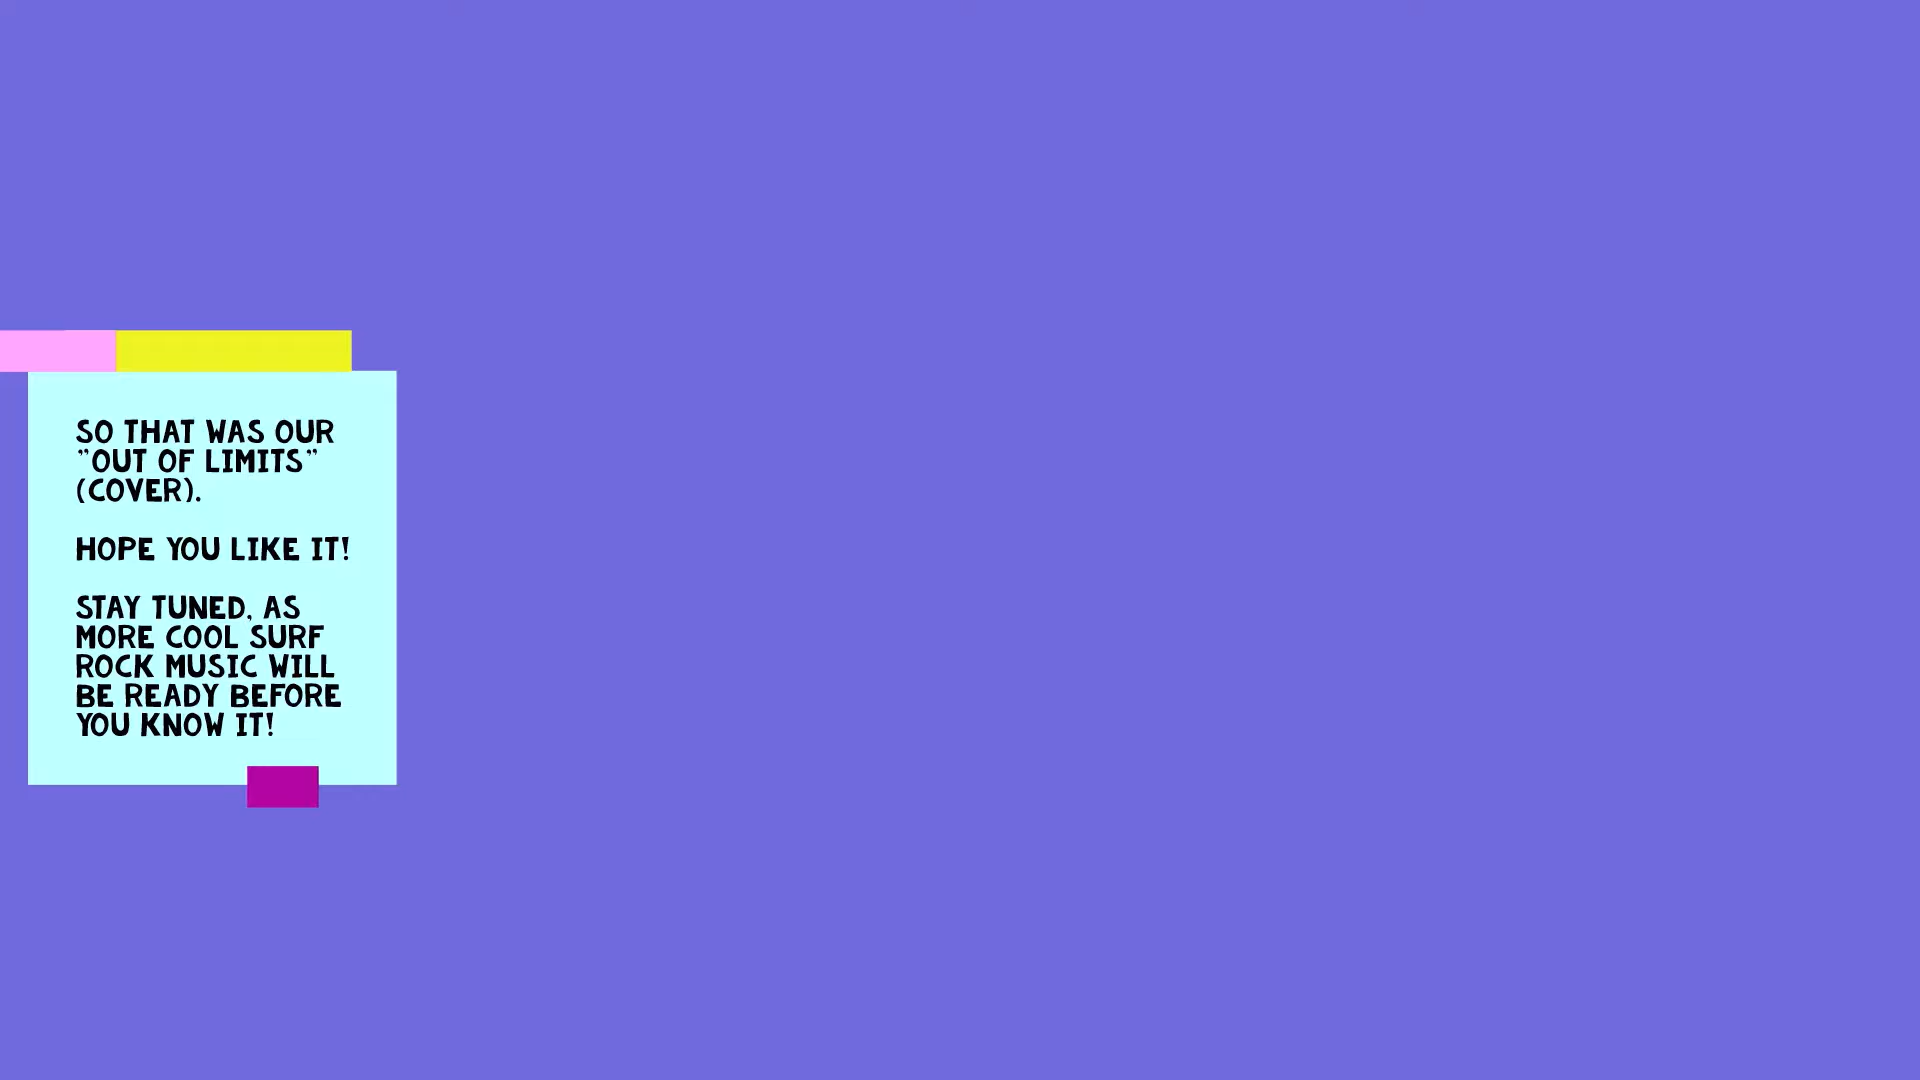 SO THAT WAS OUR
"OUT OF LIMITS"
(COVER).
HOPE YOU LIKE IT!
STAY TUNED, AS
MORE COOL SURF
ROCK MUSIC WILL
BE READY BEFORE
YOU KNOW IT!